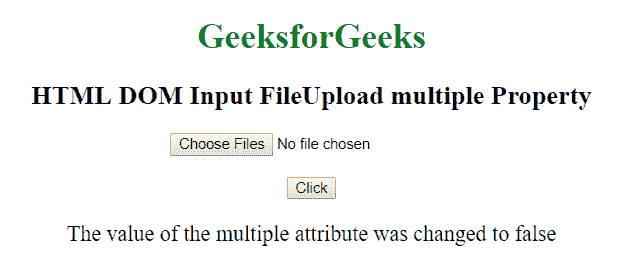 GeeksforGeeks
HTML DOM Input FileUpload multiple Property
Choose Files No file chosen
Click
The value of the multiple attribute was changed to false